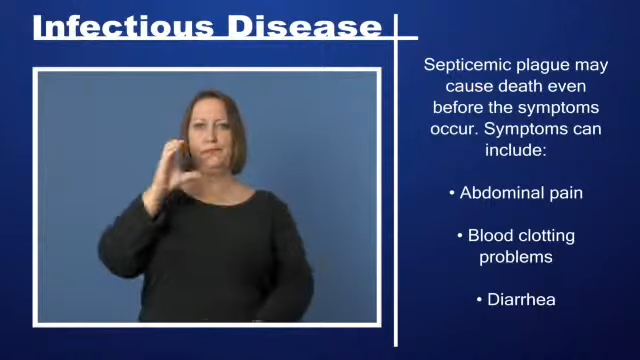 Infectious Disease
Septicemic plague may
cause death even
before the symptoms
occur. Symptoms can
include:
• Abdominal pain
• Blood clotting
problems
• Diarrhea